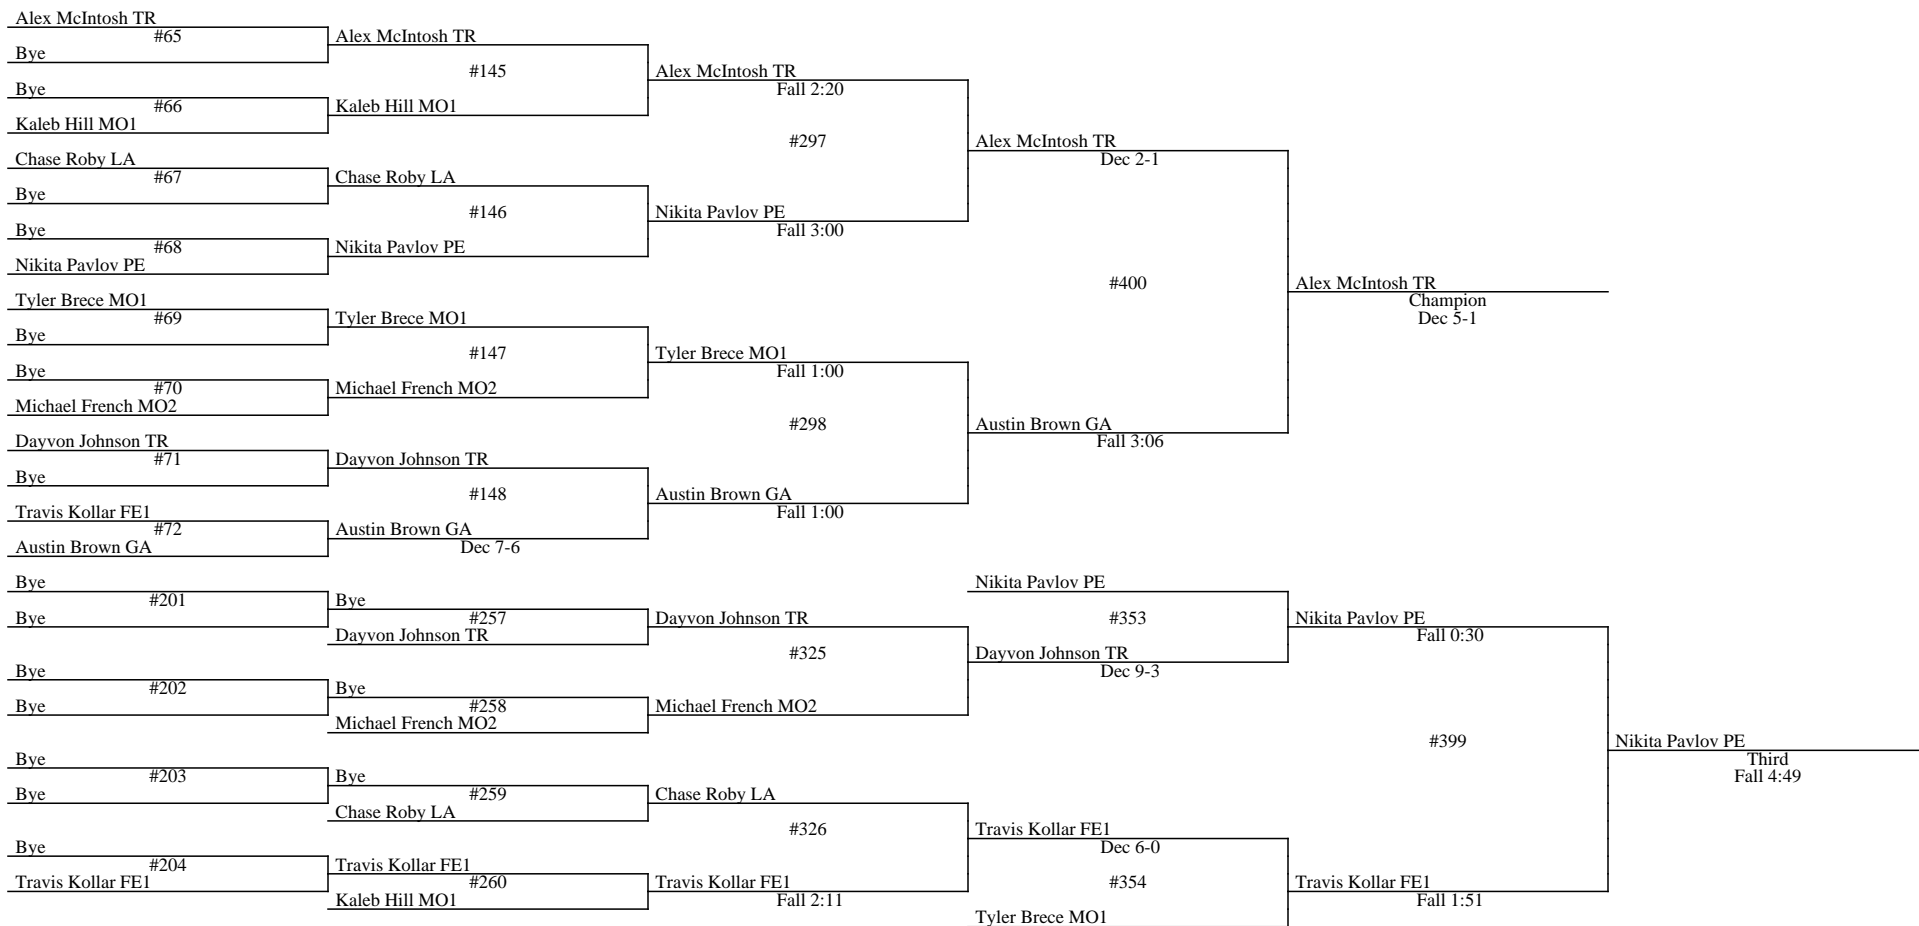 Alex McIntosh TR
#65
Bye
Bye
#66
Kaleb Hill MO1
Chase Roby LA
#67
Bye
Bye
#68
Nikita Pavlov PE
Tyler Brece MO1
#69
Bye
Bye
#70
Michael French MO2
Dayvon Johnson TR
#71
Bye
Travis Kollar FE1
#72
Austin Brown GA
Alex McIntosh TR
#145
Kaleb Hill MO1
Chase Roby LA
#146
Nikita Pavlov PE
Tyler Brece MO1
#147
Michael French MO2
Dayvon Johnson TR
#148
Austin Brown GA
Dec 7-6
Alex McIntosh TR
Fall 2:20
#297
Nikita Pavlov PE
Fall 3:00
Tyler Brece MO1
Fall 1:00
#298
Austin Brown GA
Fall 1:00
Alex McIntosh TR
Dec 2-1
#400
Austin Brown GA
Fall 3:06
Alex McIntosh TR
Champion
Dec 5-1
Bye
#201
Bye
Bye
#202
Bye
Bye
#203
Bye
Bye
#204
Travis Kollar FE1
Bye
#257
Dayvon Johnson TR
Bye
#258
Michael French MO2
Bye
#259
Chase Roby LA
Travis Kollar FE1
#260
Kaleb Hill MO1
Dayvon Johnson TR
#325
Michael French MO2
Chase Roby LA
#326
Travis Kollar FE1
Fall 2:11
Nikita Pavlov PE
#353
Dayvon Johnson TR
Dec 9-3
Travis Kollar FE1
Dec 6-0
#354
Tyler Brece MO1
Nikita Pavlov PE
Fall 0:30
#399
Travis Kollar FE1
Fall 1:51
Nikita Pavlov PE
Third
Fall 4:49